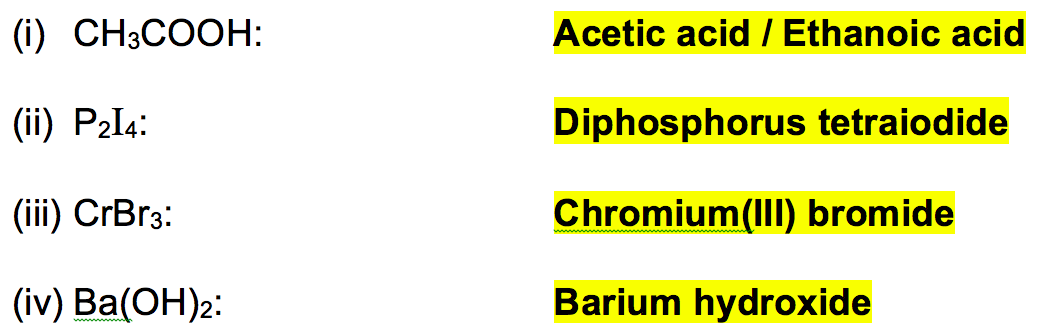 (i) CH₃COOH: Acetic acid / Ethanoic acid
(ii) P₂I₄: Diphosphorus tetraiodide
(iii) CrBr₃: Chromium(III) bromide
(iv) Ba(OH)₂: Barium hydroxide